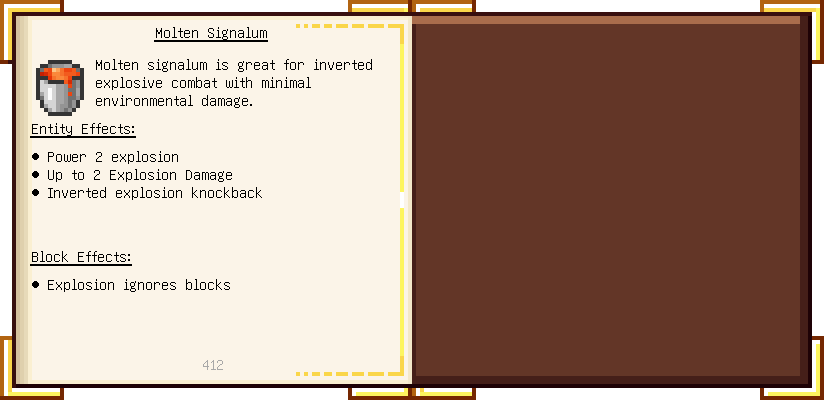 Molten Signalum
Molten signalum is great for inverted
explosive combat with minimal
environmental damage.
Entity Effects:
● Power 2 explosion
● Up to 2 Explosion Damage
● Inverted explosion knockback
Block Effects:
● Explosion ignores blocks
412